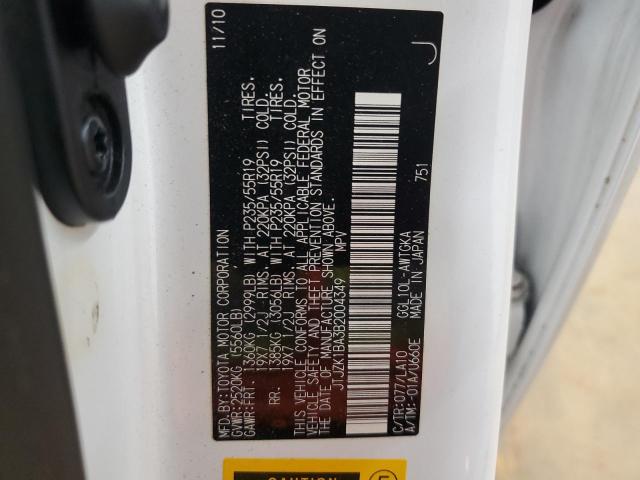 MFD.BY:TOYOTA MOTOR CORPORATION 11/10
GVWR:2520KG (5560LB)
GAWR:FRT. 1360KG (2999LB) WITH P235/55R19 TIRES.
19X7 1/2J RIMS. AT 220KPA (32PSI) COLD.
RR. 1385KG (3056LB) WITH P235/55R19 TIRES.
19X7 1/2J RIMS. AT 220KPA (32PSI) COLD.
THIS VEHICLE CONFORMS TO ALL APPLICABLE FEDERAL MOTOR
VEHICLE SAFETY AND THEFT PREVENTION STANDARDS IN EFFECT ON
THE DATE OF MANUFACTURE SHOWN ABOVE.
JTJZK1BA3B2004349 MPV
C/TR:077/LA10 GGL10L-AWTGKA 751
A/TM:-01A/U660E MADE IN JAPAN
J
CAUTION